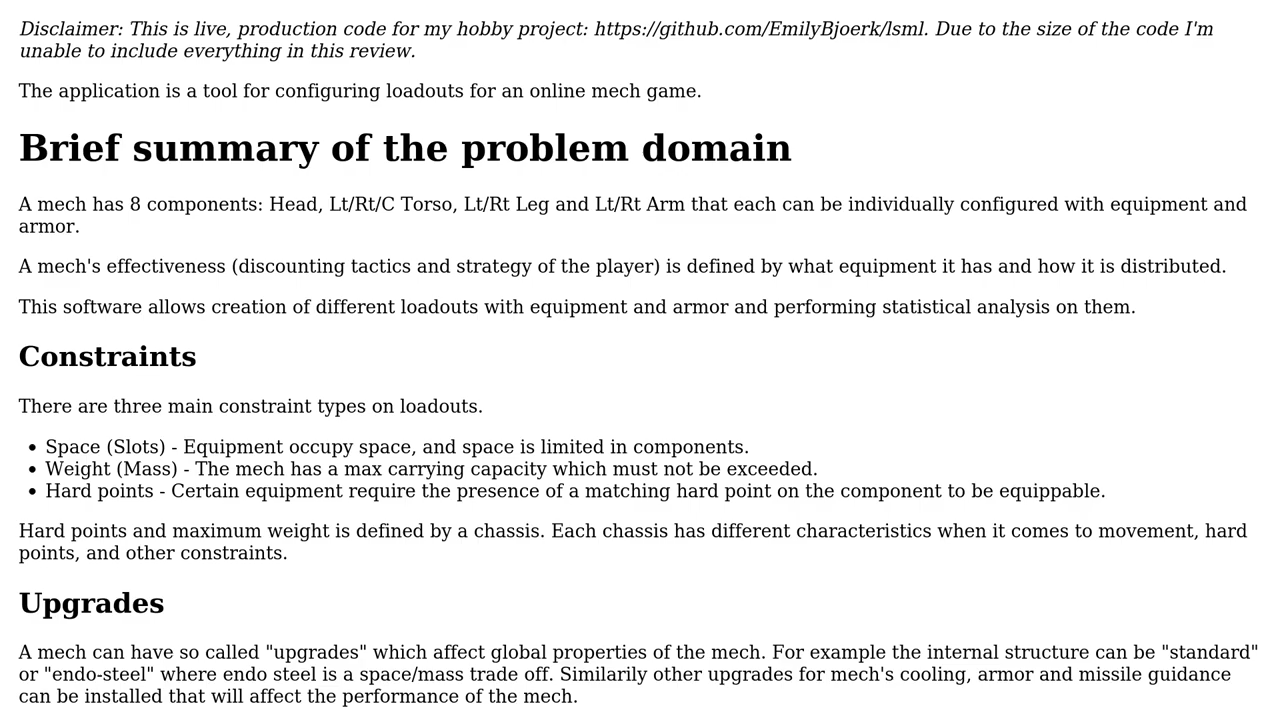 Disclaimer: This is live, production code for my hobby project: https://github.com/EmilyBjoerk/lsml. Due to the size of the code I'm
unable to include everything in this review.
The application is a tool for configuring loadouts for an online mech game.
Brief summary of the problem domain
A mech has 8 components: Head, Lt/Rt/C Torso, Lt/Rt Leg and Lt/Rt Arm that each can be individually configured with equipment and
armor.
A mech's effectiveness (discounting tactics and strategy of the player) is defined by what equipment it has and how it is distributed.
This software allows creation of different loadouts with equipment and armor and performing statistical analysis on them.
Constraints
There are three main constraint types on loadouts.
• Space (Slots) - Equipment occupy space, and space is limited in components.
• Weight (Mass) - The mech has a max carrying capacity which must not be exceeded.
• Hard points - Certain equipment require the presence of a matching hard point on the component to be equippable.
Hard points and maximum weight is defined by a chassis. Each chassis has different characteristics when it comes to movement, hard
points, and other constraints.
Upgrades
A mech can have so called "upgrades" which affect global properties of the mech. For example the internal structure can be "standard"
or "endo-steel" where endo steel is a space/mass trade off. Similarily other upgrades for mech's cooling, armor and missile guidance
can be installed that will affect the performance of the mech.